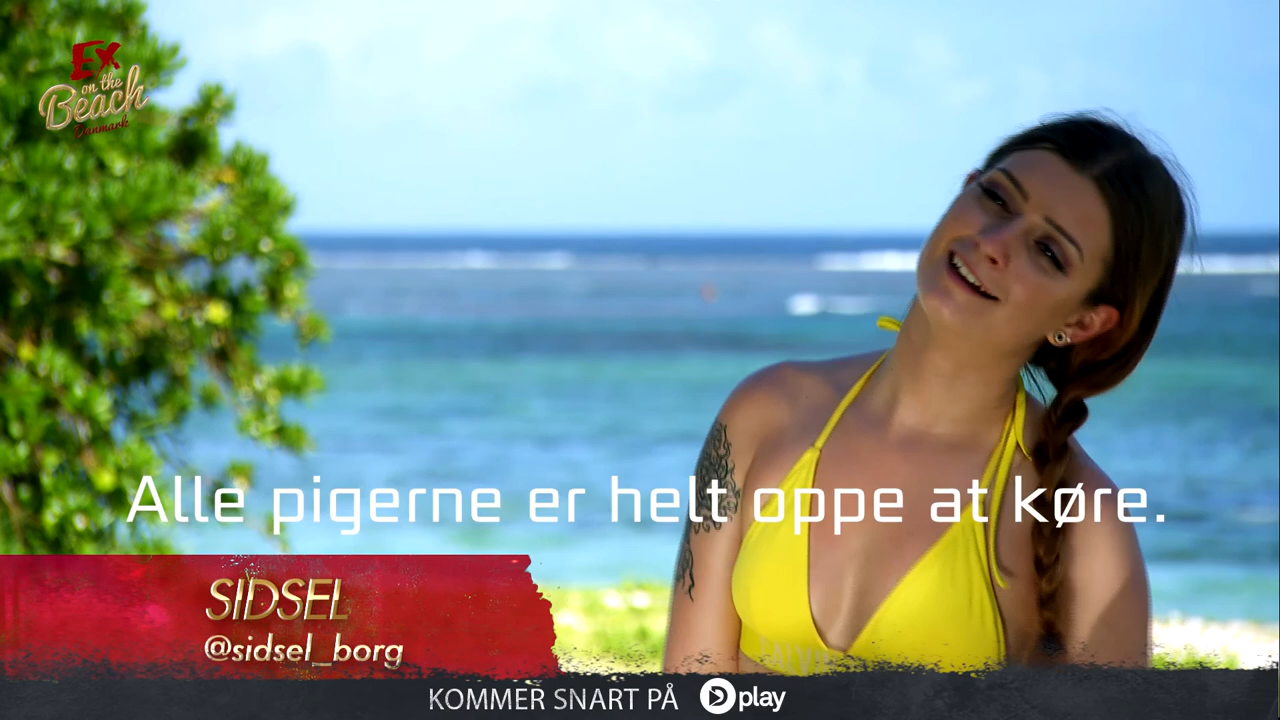 Ex
on the
Beach
Danmark
Alle pigerne er helt oppe at køre.
SIDSEL
@sidsel_borg
KOMMER SNART PÅ play